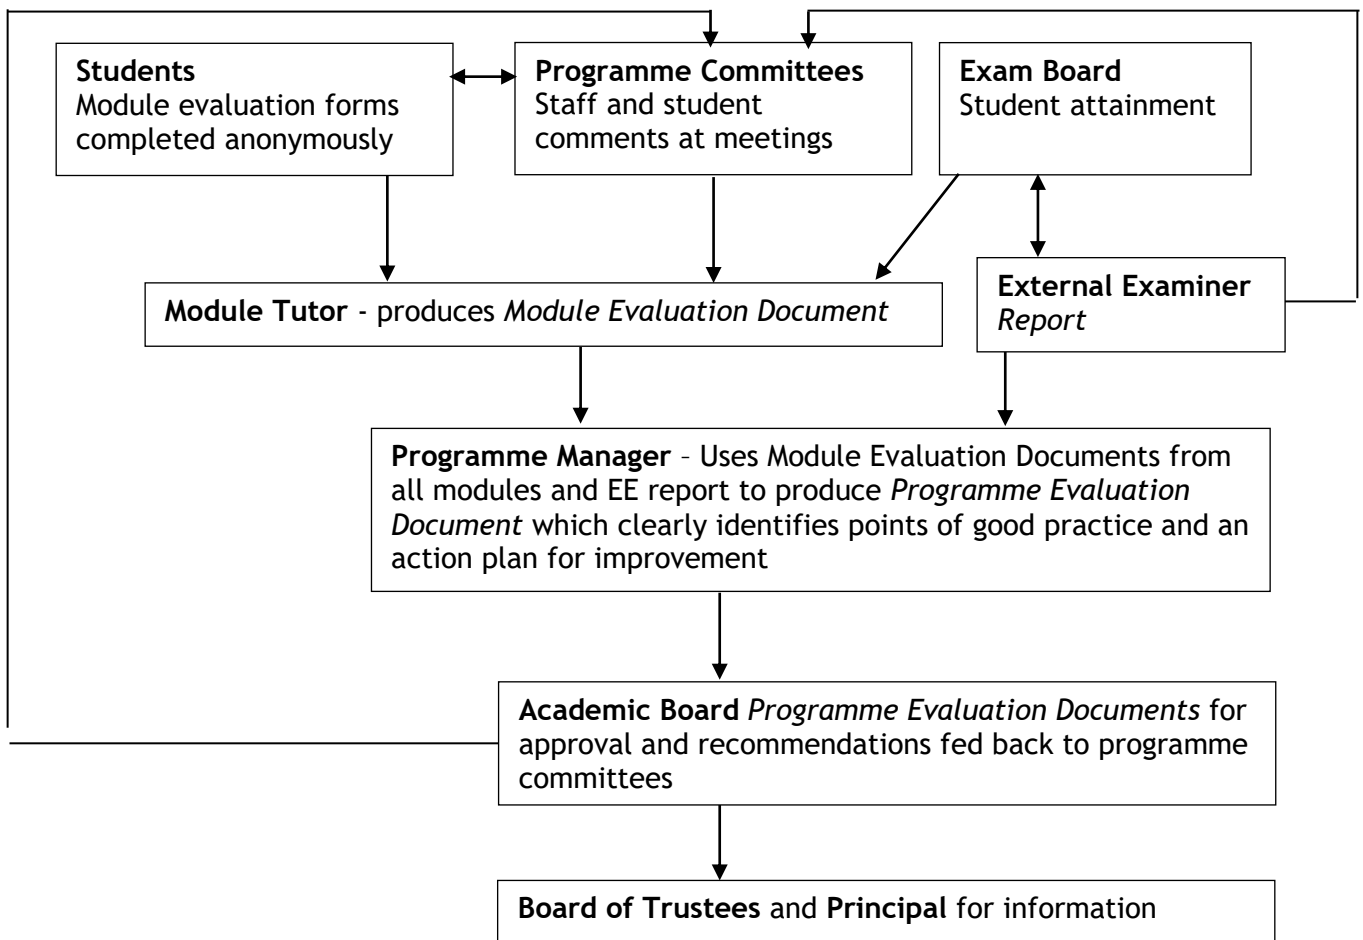 Students
Module evaluation forms
completed anonymously
Programme Committees
Staff and student
comments at meetings
Exam Board
Student attainment
Module Tutor - produces Module Evaluation Document
External Examiner
Report
Programme Manager – Uses Module Evaluation Documents from
all modules and EE report to produce Programme Evaluation
Document which clearly identifies points of good practice and an
action plan for improvement
Academic Board Programme Evaluation Documents for
approval and recommendations fed back to programme
committees
Board of Trustees and Principal for information